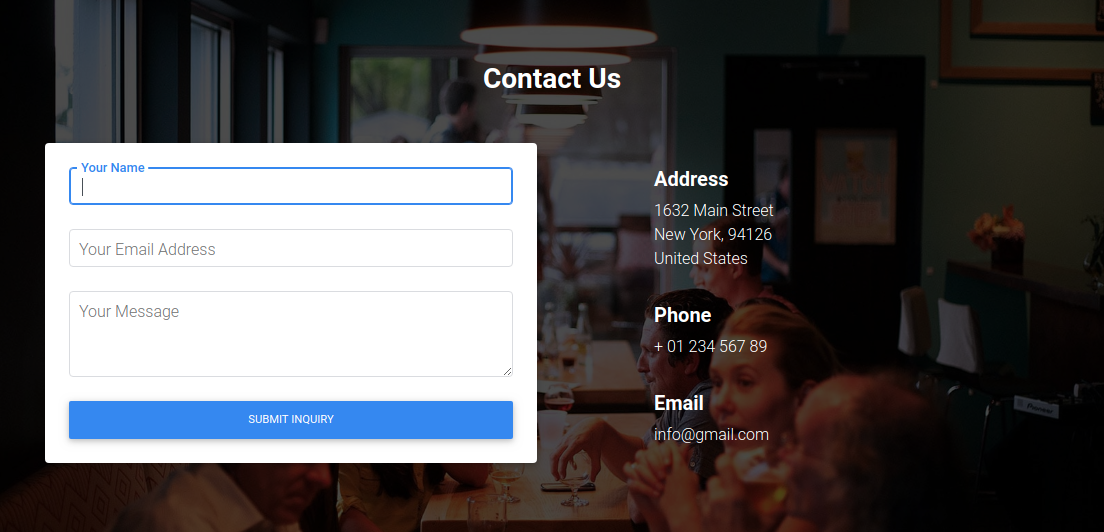 Contact Us
Your Name
Your Email Address
Your Message
SUBMIT INQUIRY
Address
1632 Main Street
New York, 94126
United States
Phone
+ 01 234 567 89
Email
info@gmail.com
Pioneer